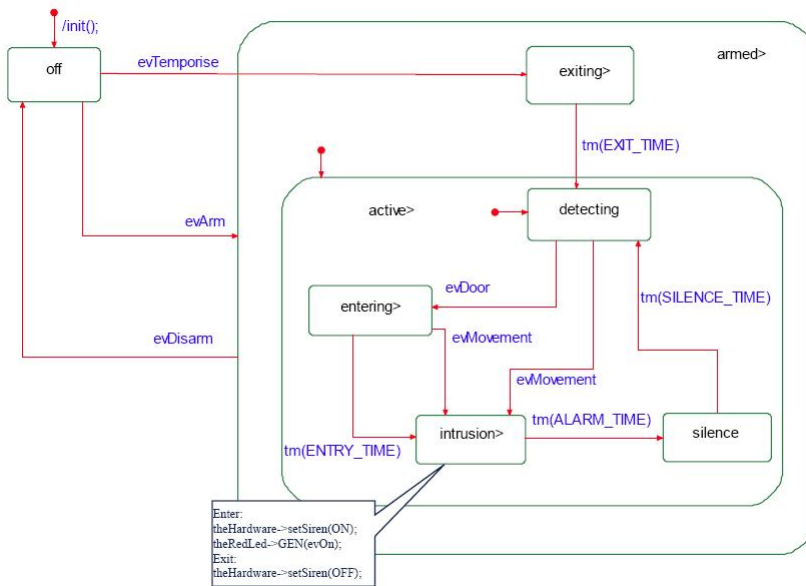 /init();
off
evTemporise
exiting>
armed>
tm(EXIT_TIME)
active>
detecting
evArm
evDoor
entering>
tm(SILENCE_TIME)
evDisarm
evMovement
evMovement
intrusion>
tm(ALARM_TIME)
silence
tm(ENTRY_TIME)
Enter:
theHardware->setSiren(ON);
theRedLed->GEN(evOn);
Exit:
theHardware->setSiren(OFF);